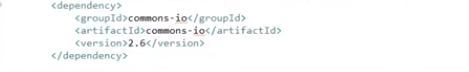 <dependency>
<groupId>commons-io</groupId>
<artifactId>commons-io</artifactId>
<version>2.6</version>
</dependency>